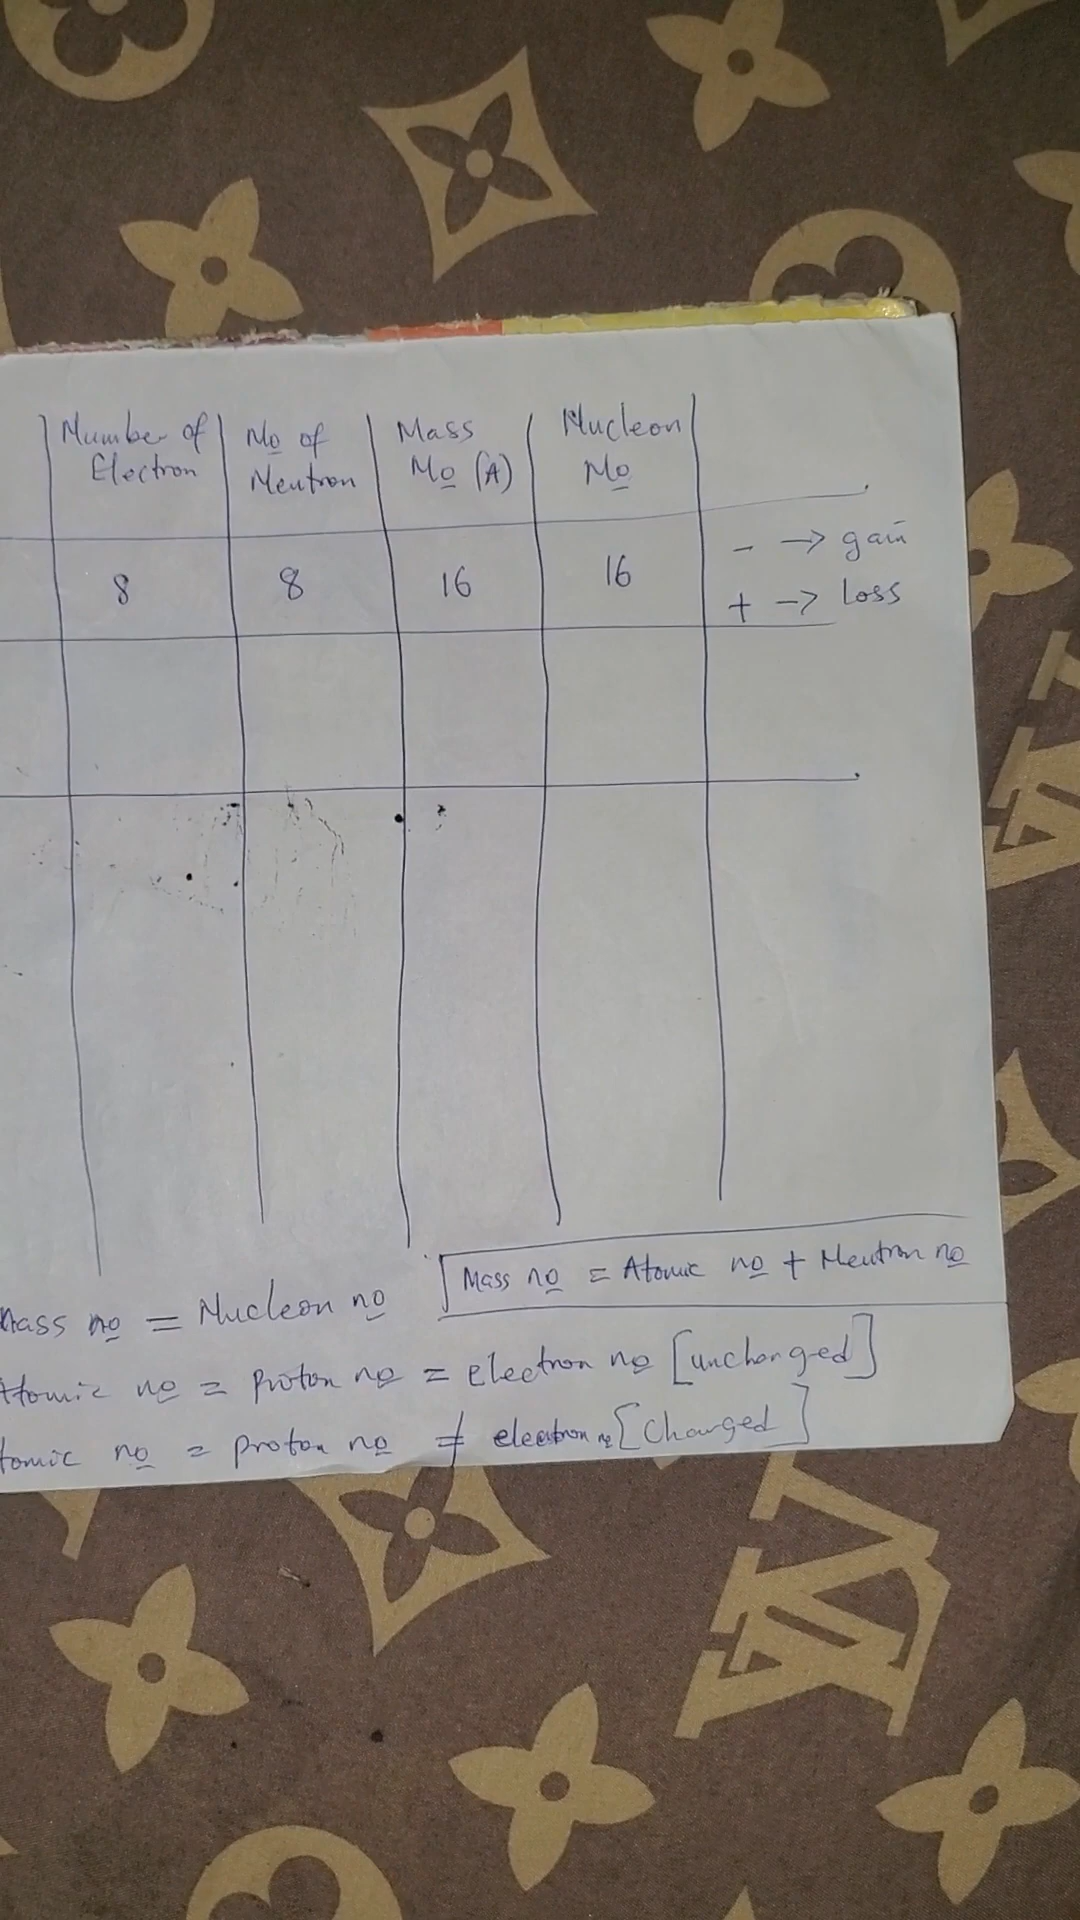 Number of Electron
No of Neutron
Mass No (A)
Nucleon No
8
8
16
16
- → gain
+ → Loss
Mass no = Nucleon no
Mass no = Atomic no + Neutron no
Atomic no = Proton no = electron no [uncharged]
tomic no = proton no ≠ electron no [Charged]